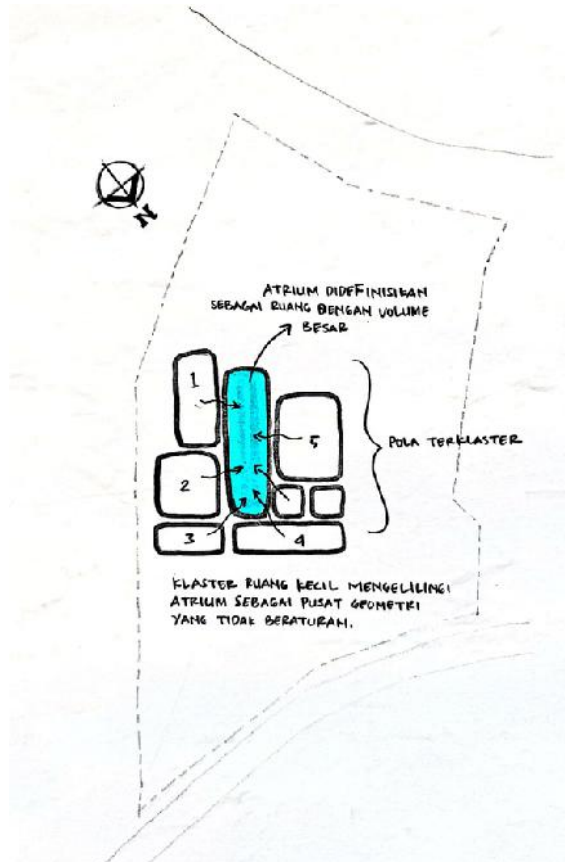 N
ATRIUM DIDEFINISIKAN
SEBAGAI RUANG DENGAN VOLUME
BESAR
1
5
POLA TERKLASTER
2
3
4
KLASTER RUANG KECIL MENGELILINGI
ATRIUM SEBAGAI PUSAT GEOMETRI
YANG TIDAK BERATURAN.